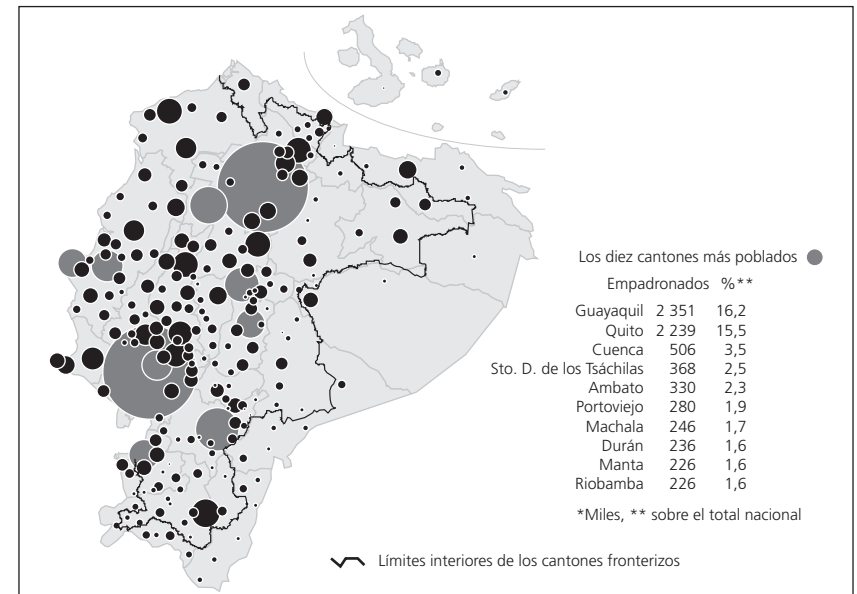 Los diez cantones más poblados
Empadronados %**
Guayaquil 2 351 16,2
Quito 2 239 15,5
Cuenca 506 3,5
Sto. D. de los Tsáchilas 368 2,5
Ambato 330 2,3
Portoviejo 280 1,9
Machala 246 1,7
Durán 236 1,6
Manta 226 1,6
Riobamba 226 1,6
*Miles, ** sobre el total nacional
Límites interiores de los cantones fronterizos